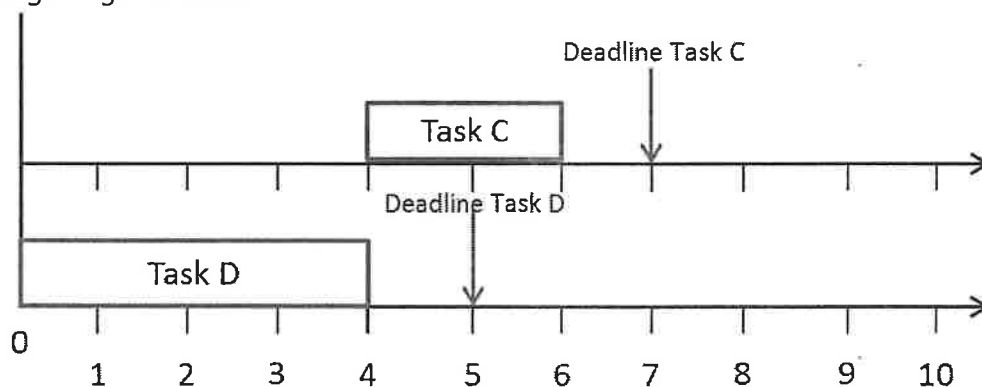 Deadline Task C
Task C
Deadline Task D
Task D
0
1 2 3 4 5 6 7 8 9 10